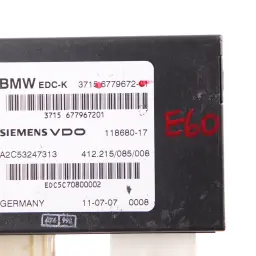 BMW EDC-K 3715 6779672-01
3715 677967201
SIEMENS VDO 118680-17
A2C53247313 412.215/085/008
EDC5C70800002
GERMANY 11-07-07 0008
E60